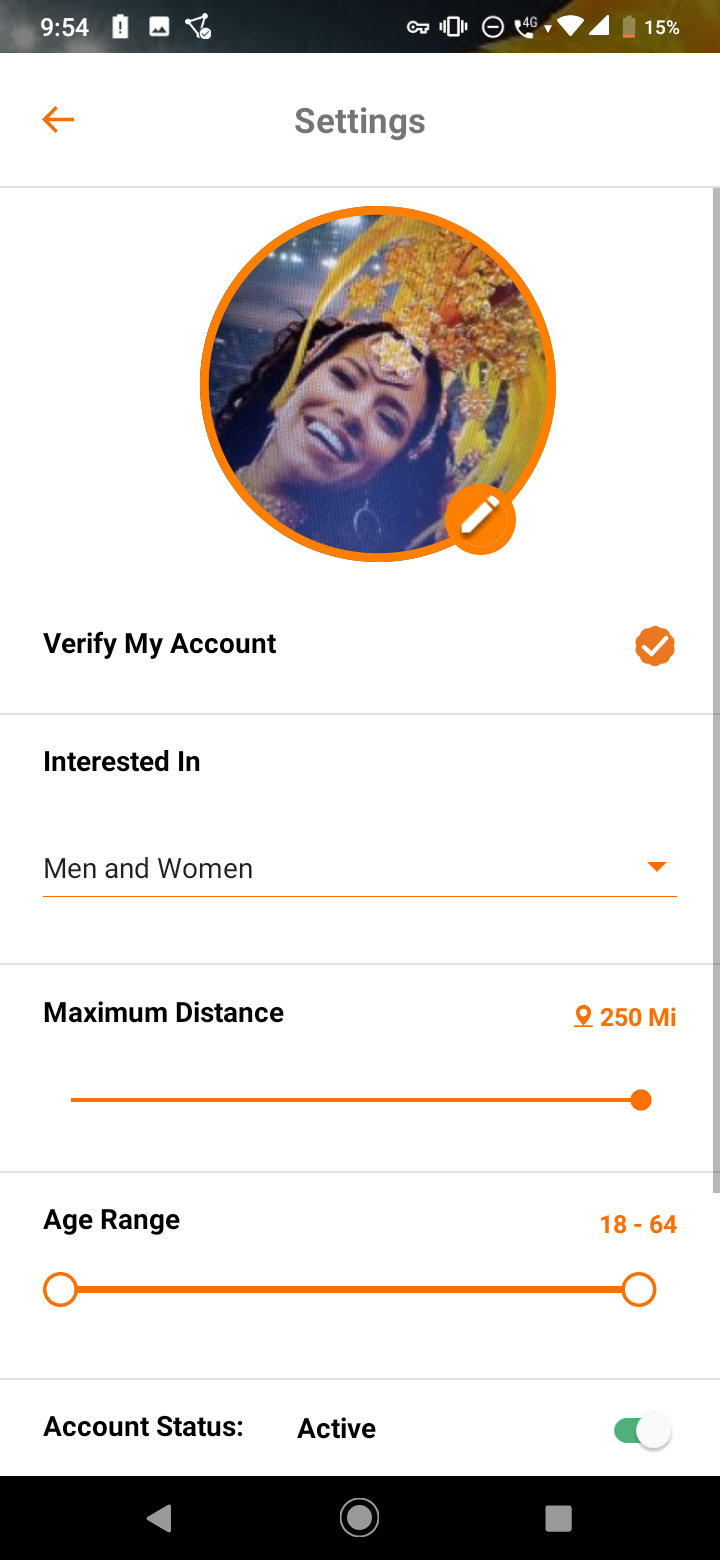 9:54 4G 15%
Settings
Verify My Account
Interested In
Men and Women
Maximum Distance 250 Mi
Age Range 18 - 64
Account Status: Active